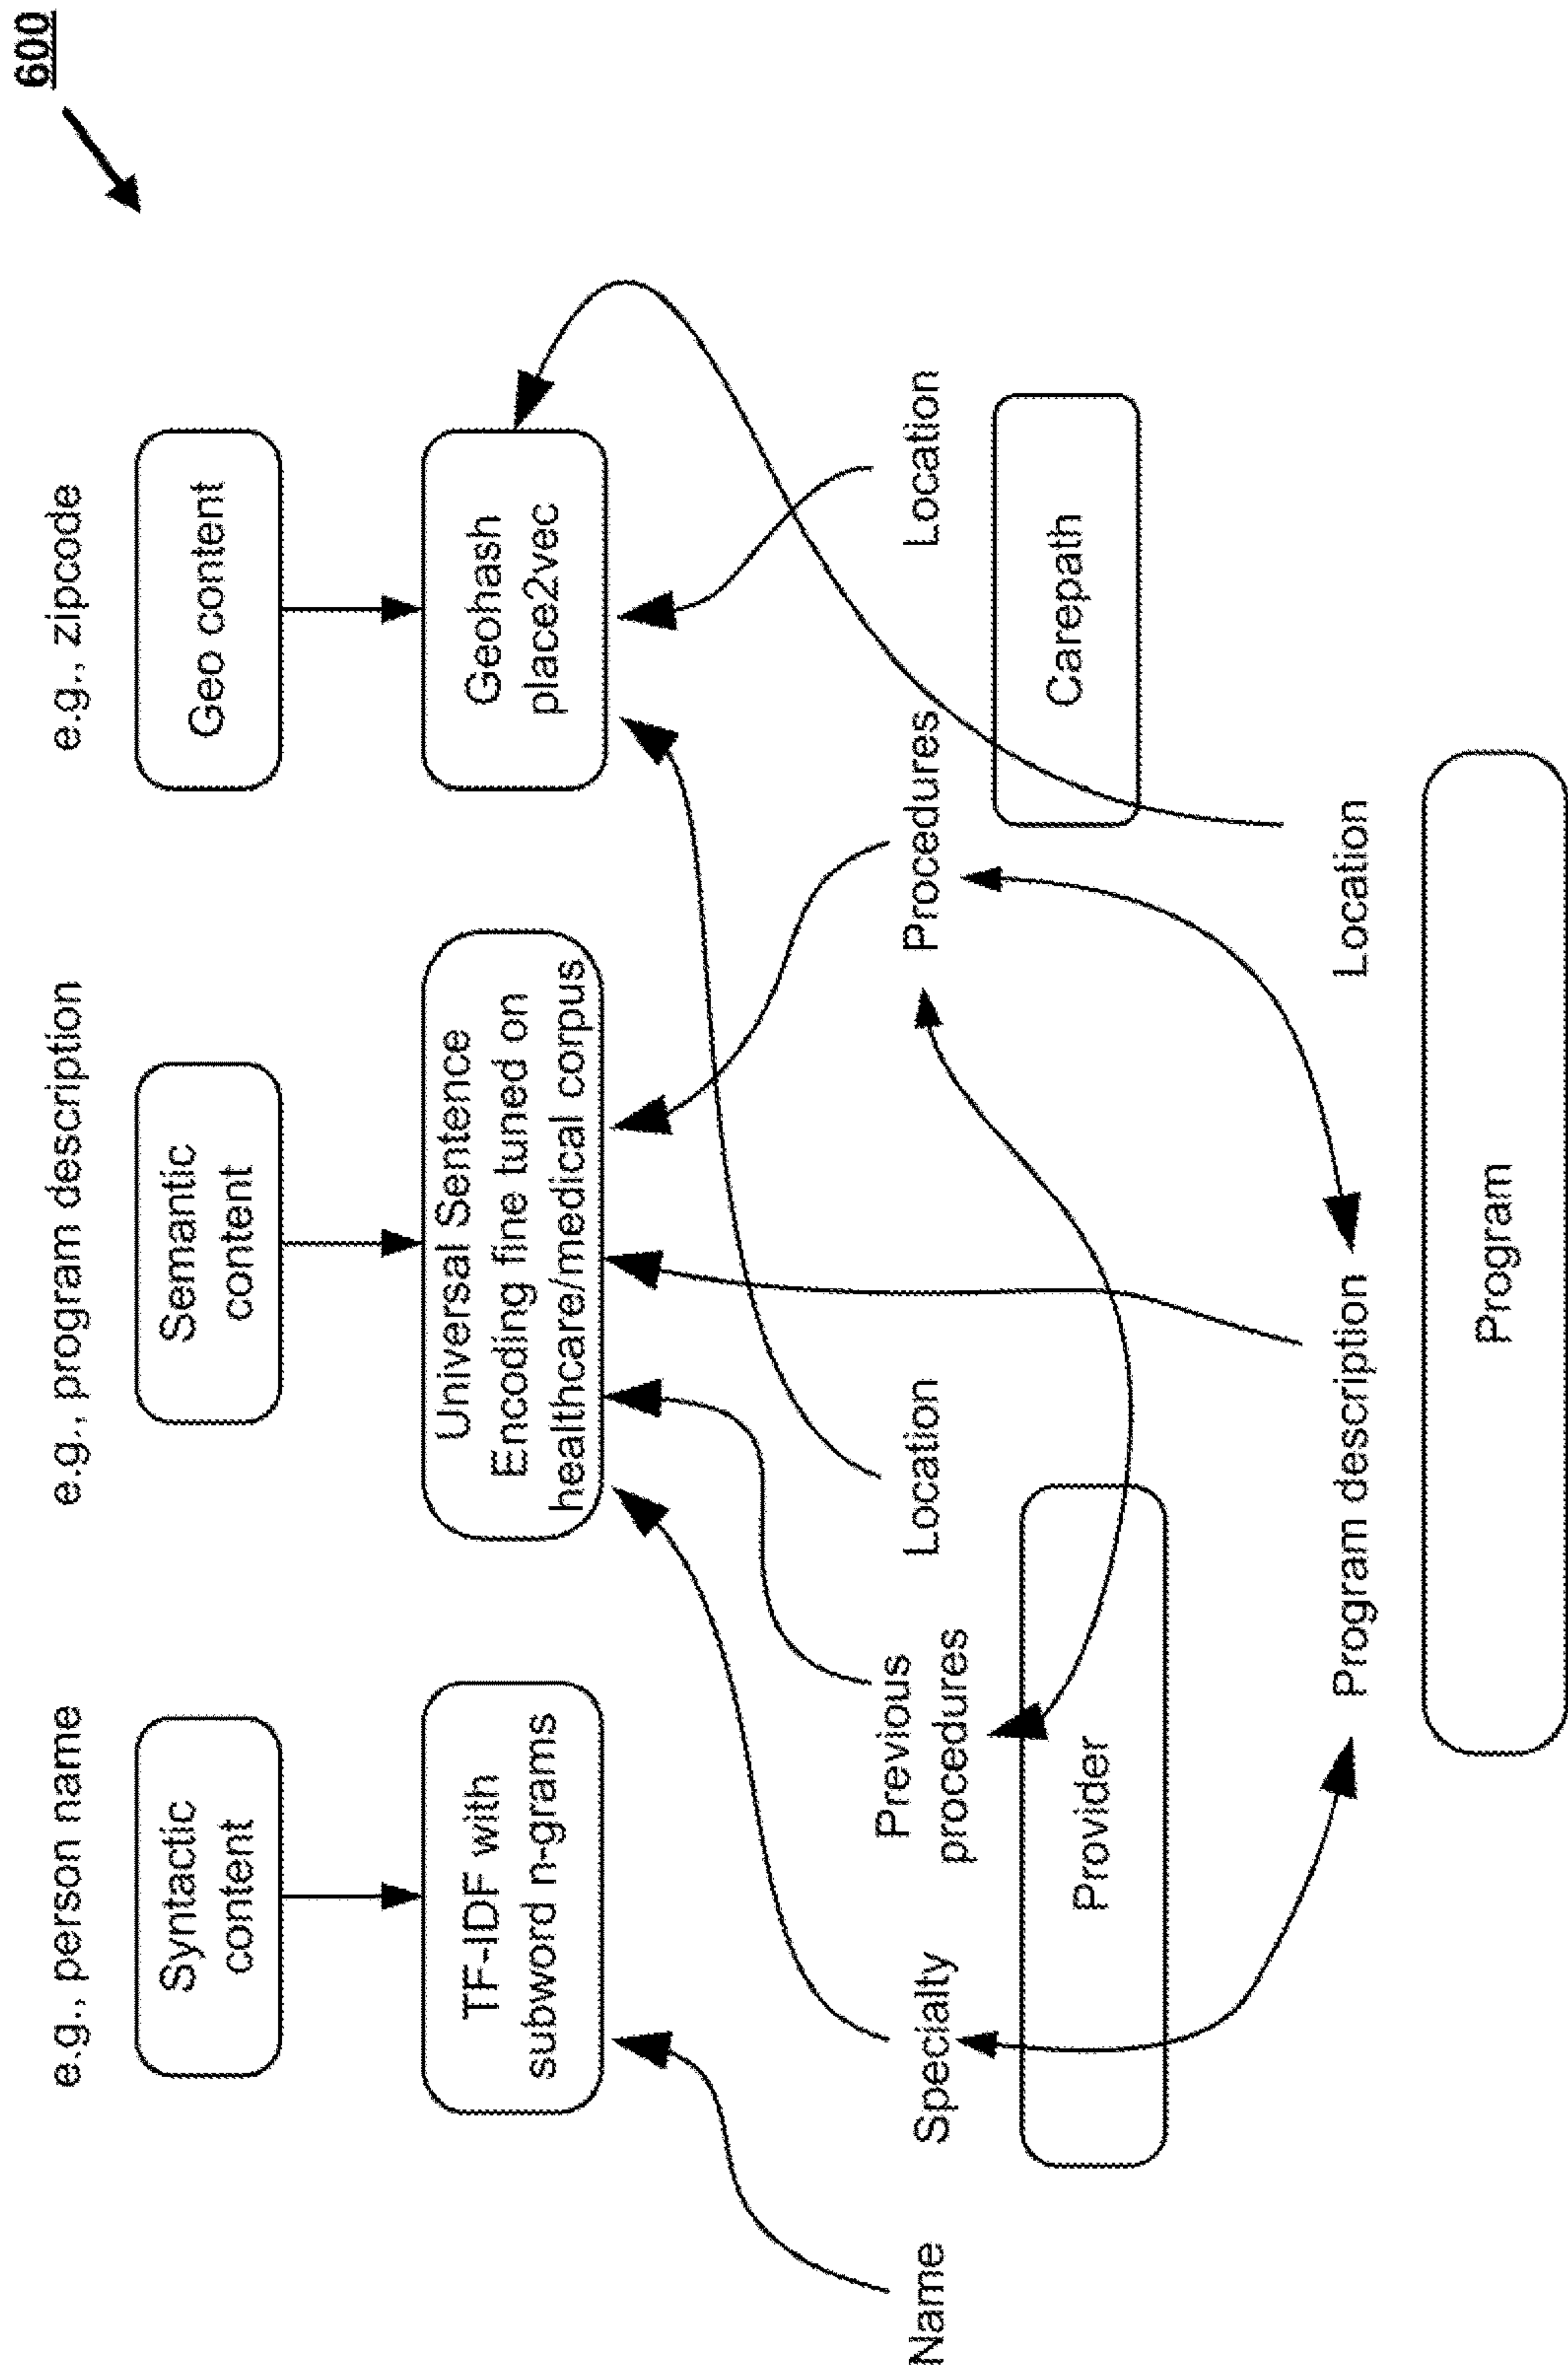 600
e.g., person name
e.g., program description
e.g., zipcode
Syntactic
content
Semantic
content
Geo content
TF-IDF with
subword n-grams
Universal Sentence
Encoding fine tuned on
healthcare/medical corpus
Geohash
place2vec
Name
Specialty
Previous
procedures
Location
Procedures
Location
Provider
Carepath
Program description
Location
Program